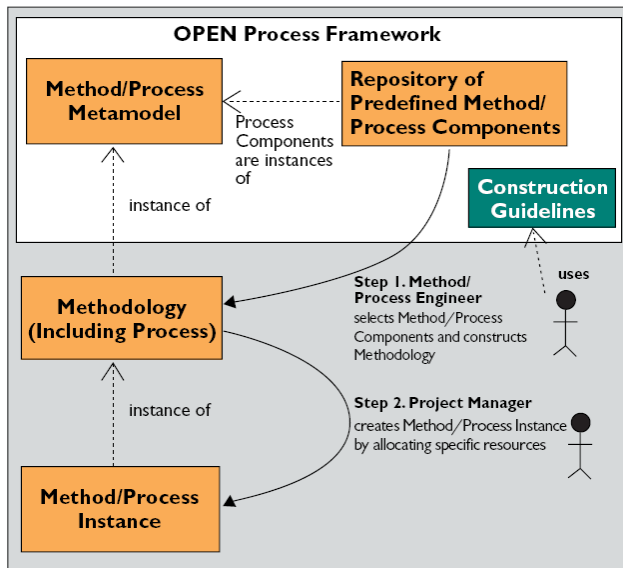 OPEN Process Framework
Method/Process
Metamodel
Repository of
Predefined Method/
Process Components
Process
Components
are instances
of
instance of
Construction
Guidelines
uses
Methodology
(Including Process)
Step 1. Method/
Process Engineer
selects Method/Process
Components and constructs
Methodology
instance of
Step 2. Project Manager
creates Method/Process Instance
by allocating specific resources
Method/Process
Instance